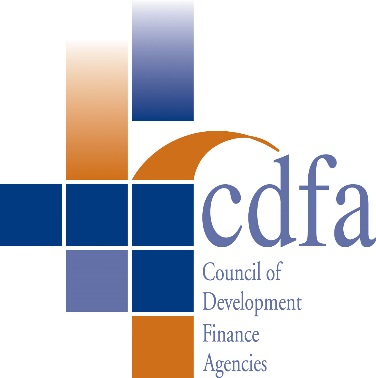 cdfa
Council of
Development
Finance
Agencies